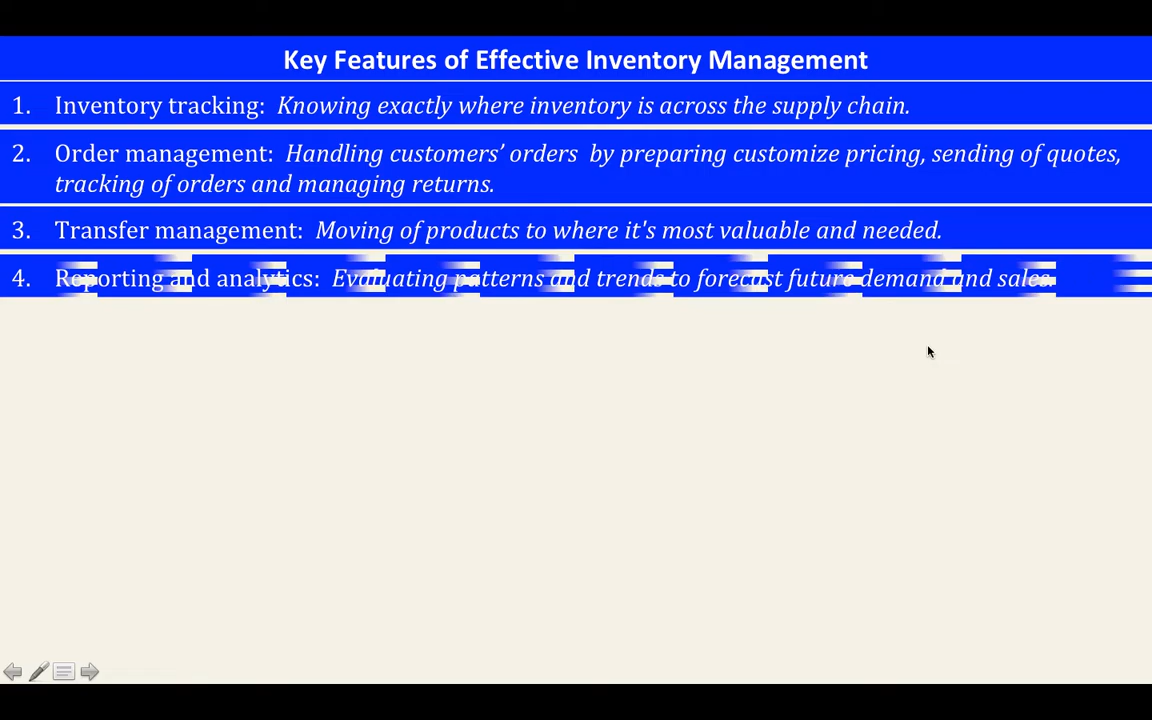 Key Features of Effective Inventory Management
1. Inventory tracking: Knowing exactly where inventory is across the supply chain.
2. Order management: Handling customers’ orders by preparing customize pricing, sending of quotes,
tracking of orders and managing returns.
3. Transfer management: Moving of products to where it's most valuable and needed.
4. Reporting and analytics: Evaluating patterns and trends to forecast future demand and sales.